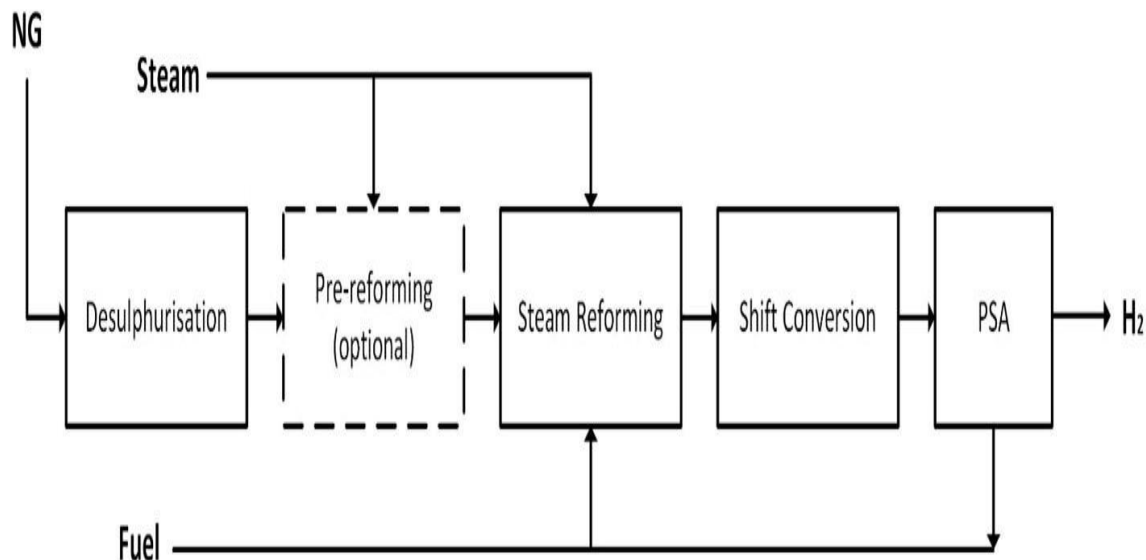 NG
Steam
Desulphurisation
Pre-reforming
(optional)
Steam Reforming
Shift Conversion
PSA
H₂
Fuel